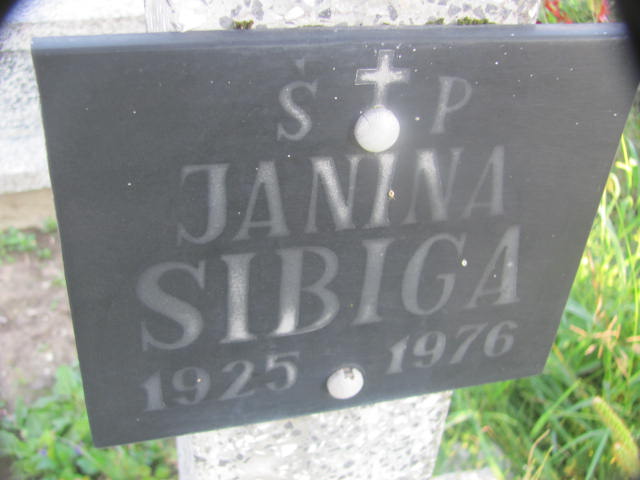 Ś P
JANINA
SIBIGA
1925 1976